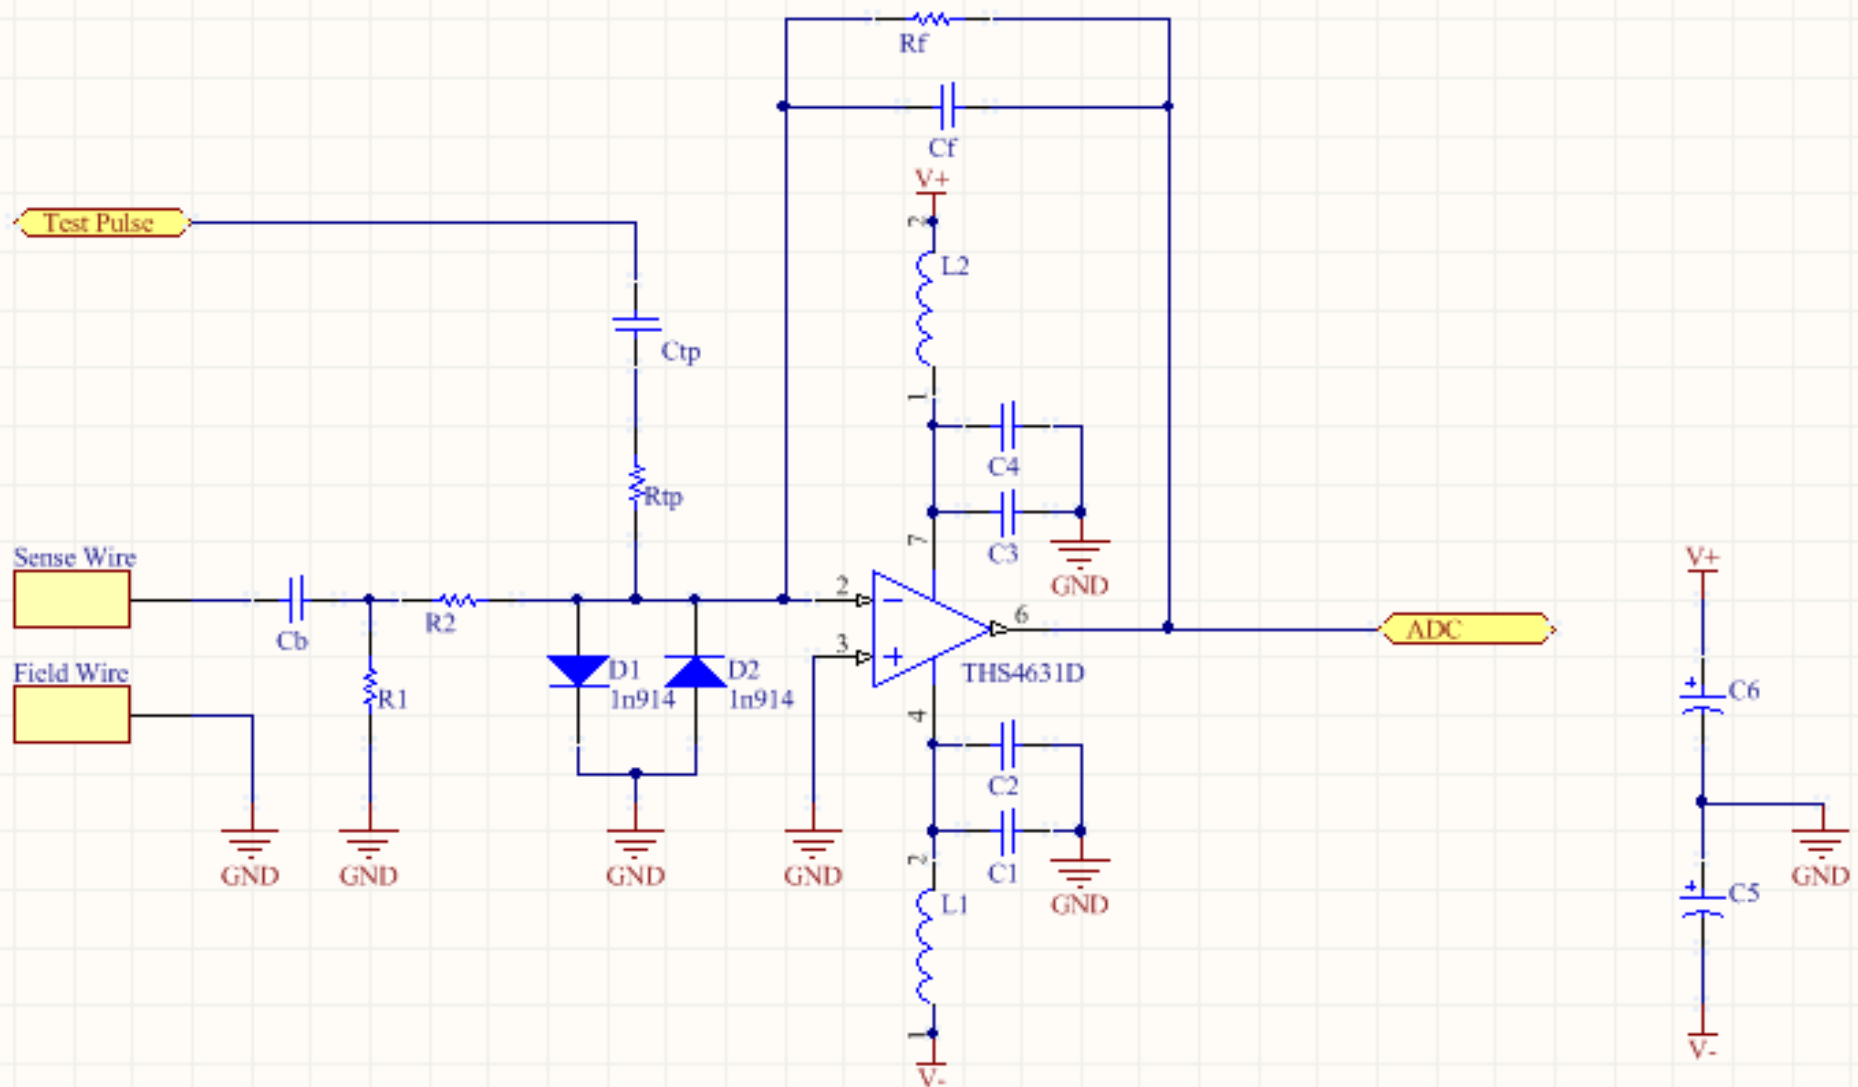 Rf
Cf
V+
Test Pulse
2
L2
Ctp
1
C4
Rtp
7
C3
GND
Sense Wire
V+
2
6
Cb
R2
3
ADC
Field Wire
D1
D2
THS4631D
R1
1n914
1n914
C6
4
C2
2
C1
GND
GND
GND
GND
GND
GND
L1
C5
1
V-
V-